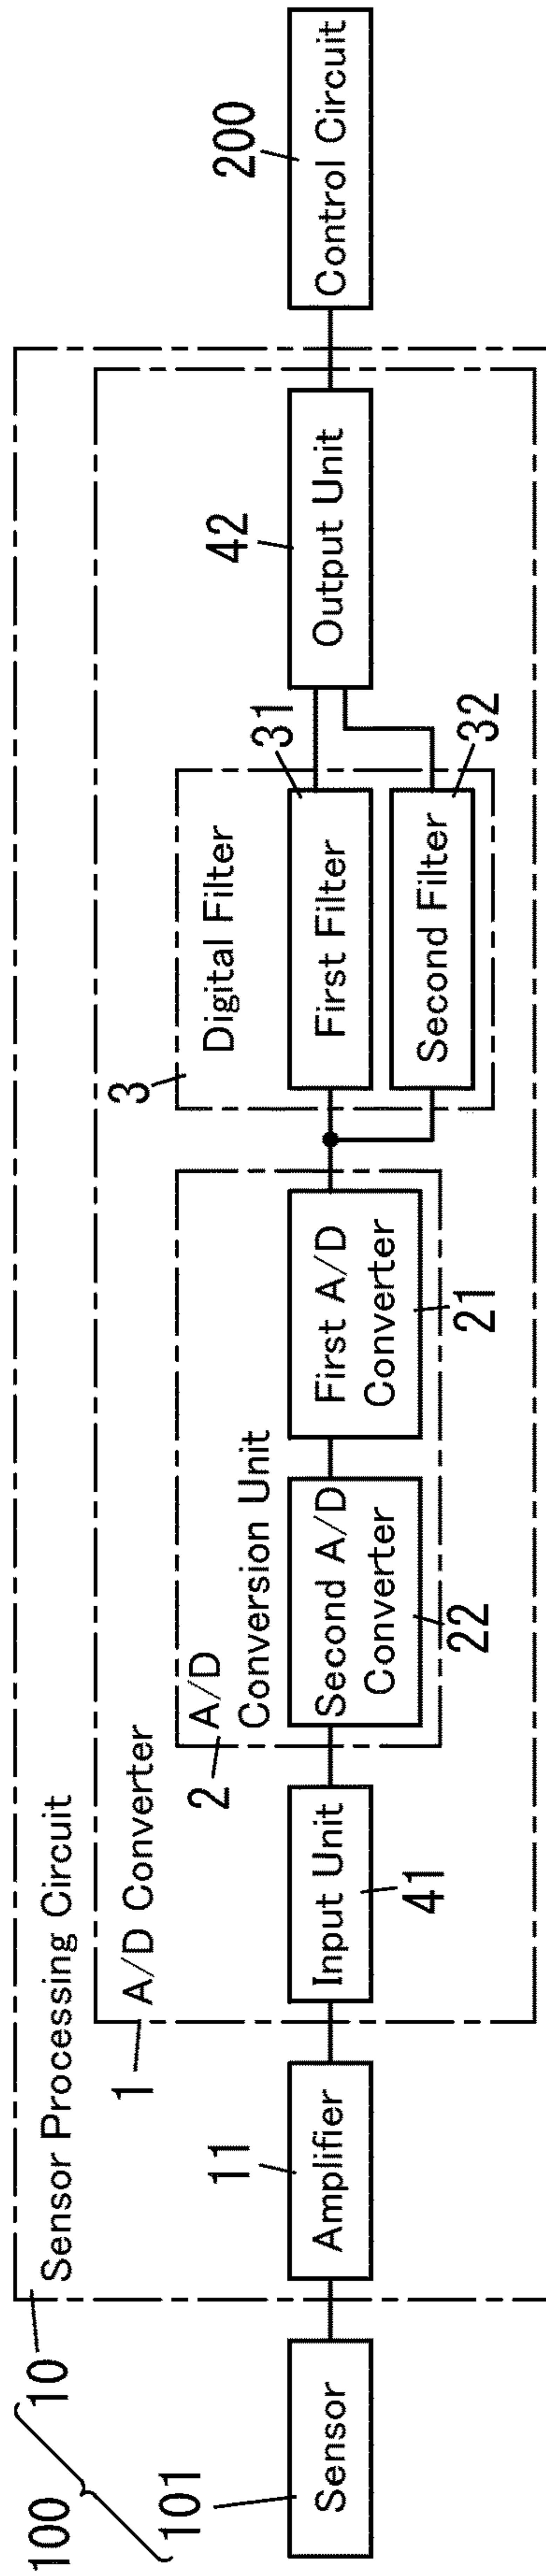 100
10
101
Sensor
Sensor Processing Circuit
11
Amplifier
1
A/D Converter
Input Unit
41
2
A/D
Conversion Unit
Second A/D
Converter
22
First A/D
Converter
21
3
Digital Filter
First Filter
31
Second Filter
32
42
Output Unit
200
Control Circuit